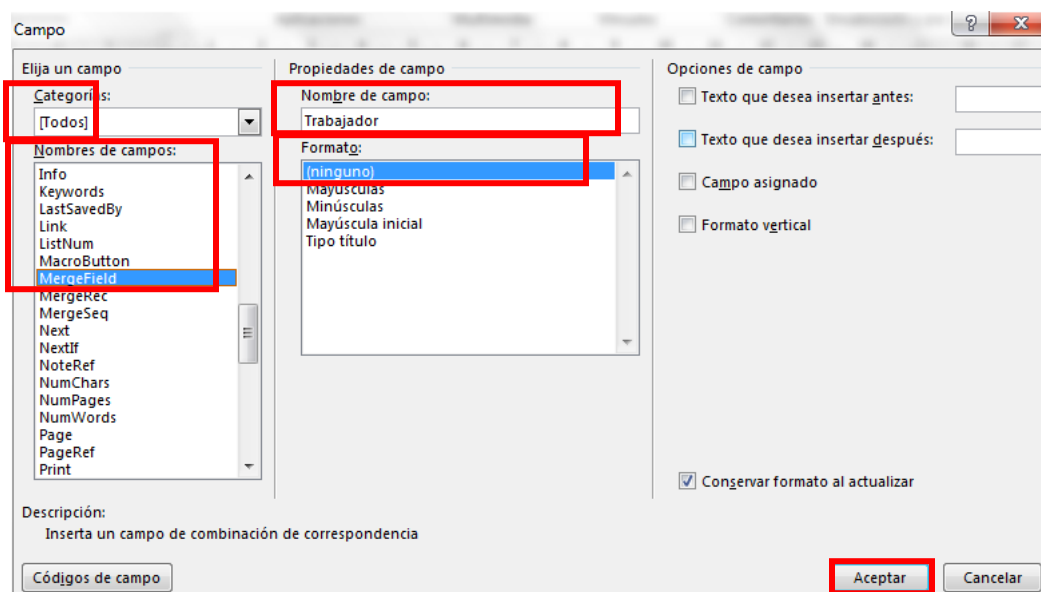 Campo
Elija un campo
Categorías:
[Todos]
Nombres de campos:
Info
Keywords
LastSavedBy
Link
ListNum
MacroButton
MergeField
MergeRec
MergeSeq
Next
NextIf
NoteRef
NumChars
NumPages
NumWords
Page
PageRef
Print
Propiedades de campo
Nombre de campo:
Trabajador
Formato:
(ninguno)
Mayúsculas
Minúsculas
Mayúscula inicial
Tipo título
Opciones de campo
Texto que desea insertar antes:
Texto que desea insertar después:
Campo asignado
Formato vertical
Conservar formato al actualizar
Descripción:
Inserta un campo de combinación de correspondencia
Códigos de campo
Aceptar
Cancelar